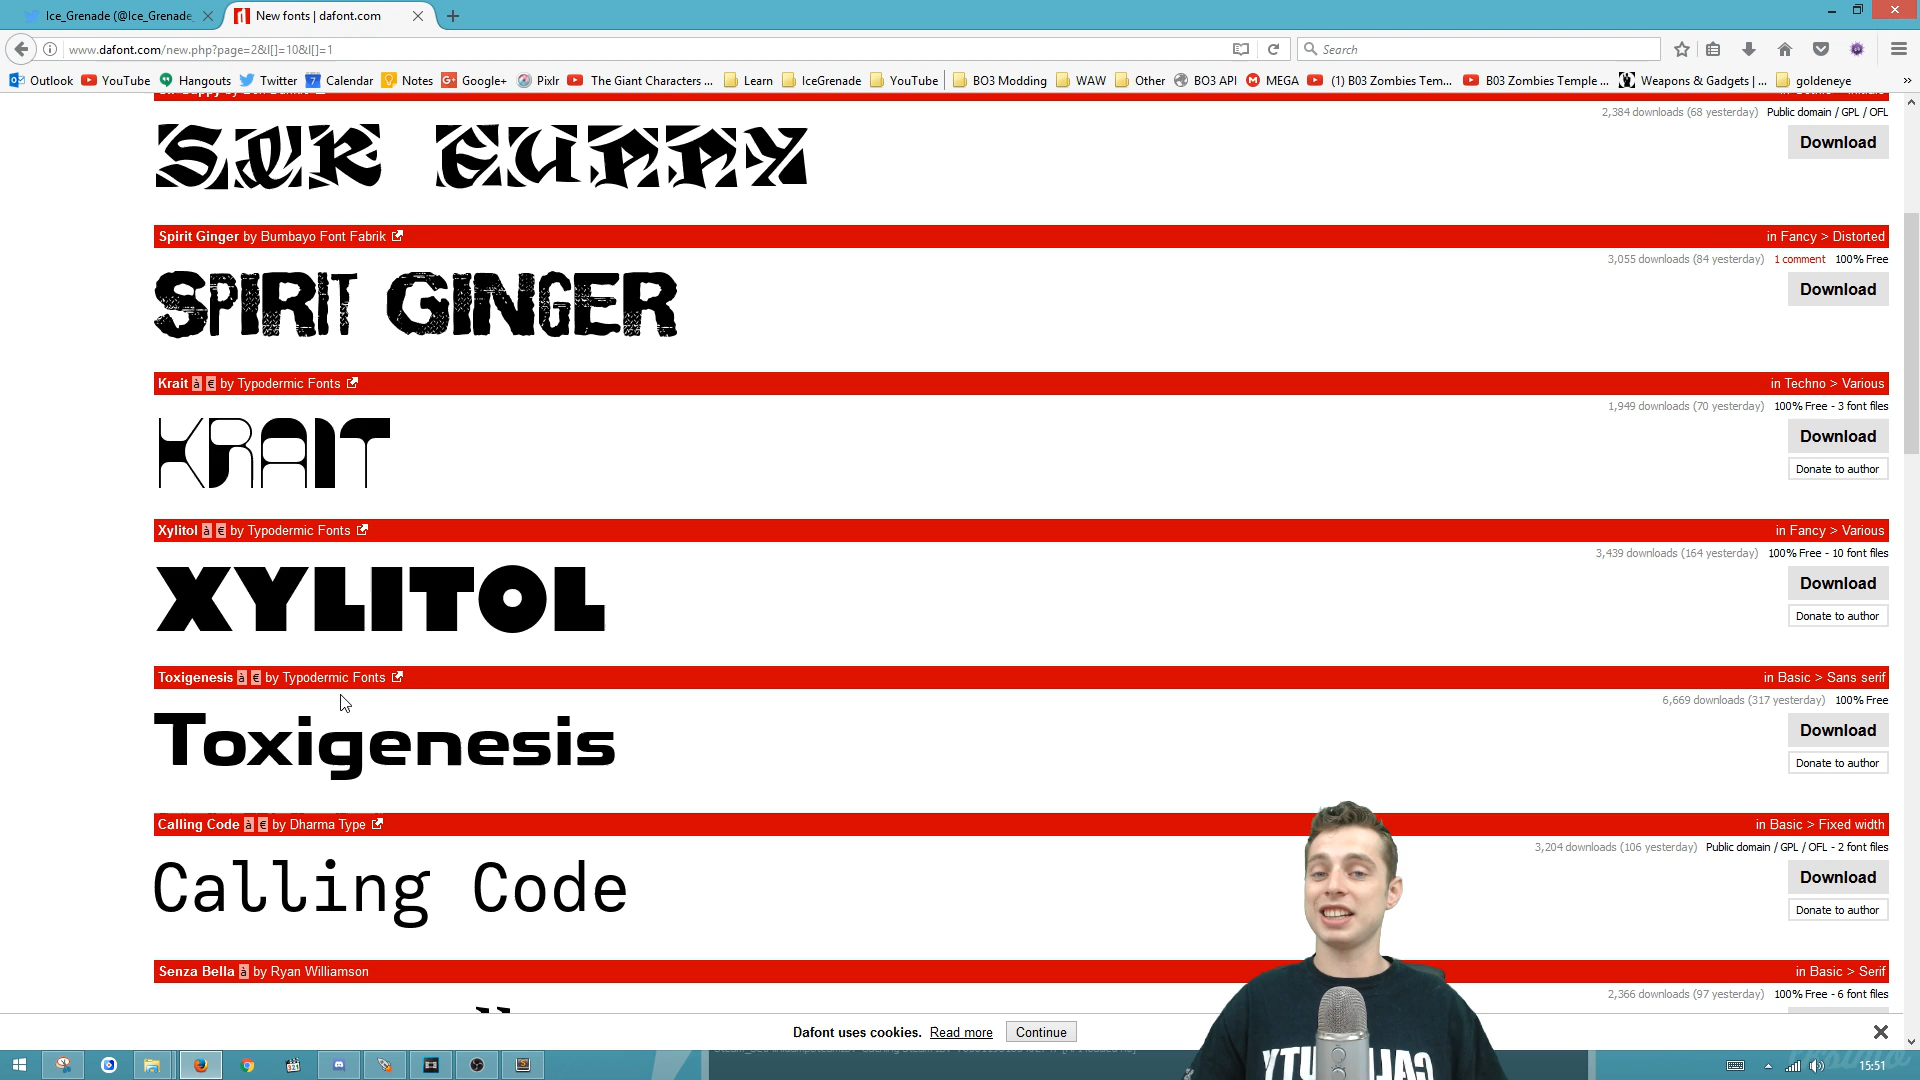 Ice_Grenade (@Ice_Grenade_
New fonts | dafont.com
www.dafont.com/new.php?page=2&l[]=10&l[]=1
Search
Outlook YouTube Hangouts Twitter Calendar Notes Google+ Pixlr The Giant Characters ... Learn IceGrenade YouTube BO3 Modding WAW Other BO3 API MEGA (1) B03 Zombies Tem... B03 Zombies Temple ... Weapons & Gadgets | ... goldeneye
2,384 downloads (68 yesterday) Public domain / GPL / OFL
Download
Spirit Ginger by Bumbayo Font Fabrik in Fancy > Distorted
3,055 downloads (84 yesterday) 1 comment 100% Free
SPIRIT GINGER
Download
Krait à € by Typodermic Fonts in Techno > Various
1,949 downloads (70 yesterday) 100% Free - 3 font files
KRAIT
Download
Donate to author
Xylitol à € by Typodermic Fonts in Fancy > Various
3,439 downloads (164 yesterday) 100% Free - 10 font files
XYLITOL
Download
Donate to author
Toxigenesis à € by Typodermic Fonts in Basic > Sans serif
6,669 downloads (317 yesterday) 100% Free
Toxigenesis
Download
Donate to author
Calling Code à € by Dharma Type in Basic > Fixed width
3,204 downloads (106 yesterday) Public domain / GPL / OFL - 2 font files
Calling Code
Download
Donate to author
Senza Bella à by Ryan Williamson in Basic > Serif
2,366 downloads (97 yesterday) 100% Free - 6 font files
Dafont uses cookies. Read more Continue
15:51